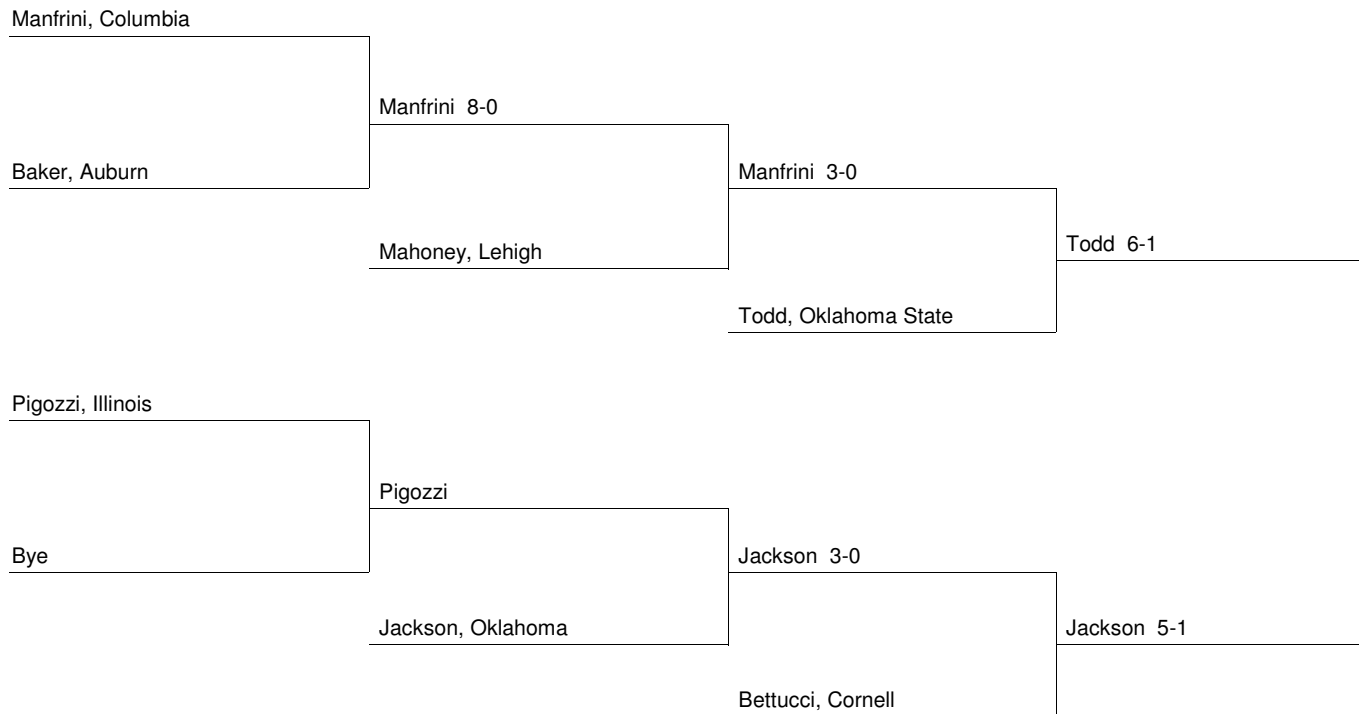 Manfrini, Columbia
Manfrini 8-0
Baker, Auburn
Manfrini 3-0
Mahoney, Lehigh
Todd 6-1
Todd, Oklahoma State
Pigozzi, Illinois
Pigozzi
Bye
Jackson 3-0
Jackson, Oklahoma
Jackson 5-1
Bettucci, Cornell